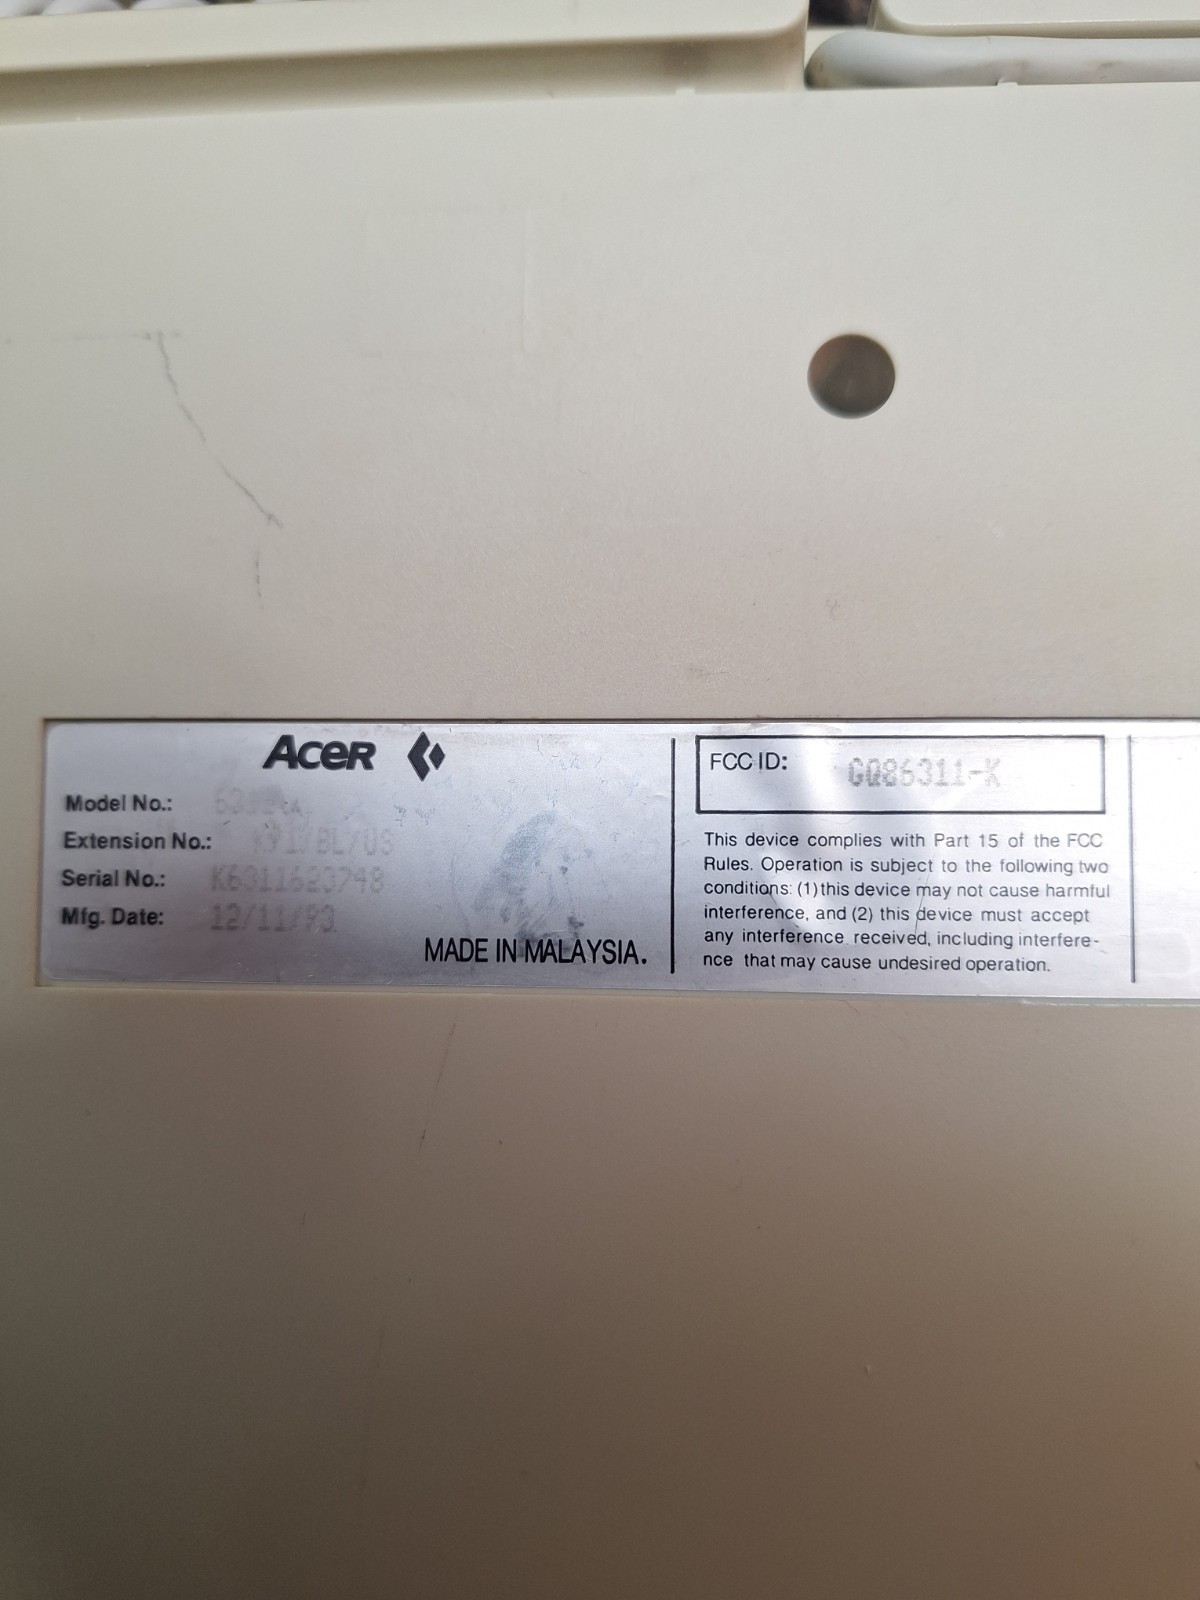 Acer
Model No.:
Extension No.:
Serial No.: K6311623748
Mfg. Date: 12/11/93
MADE IN MALAYSIA.
FCC ID: GQ86311-K
This device complies with Part 15 of the FCC
Rules. Operation is subject to the following two
conditions: (1) this device may not cause harmful
interference, and (2) this device must accept
any interference received, including interfere-
nce that may cause undesired operation.